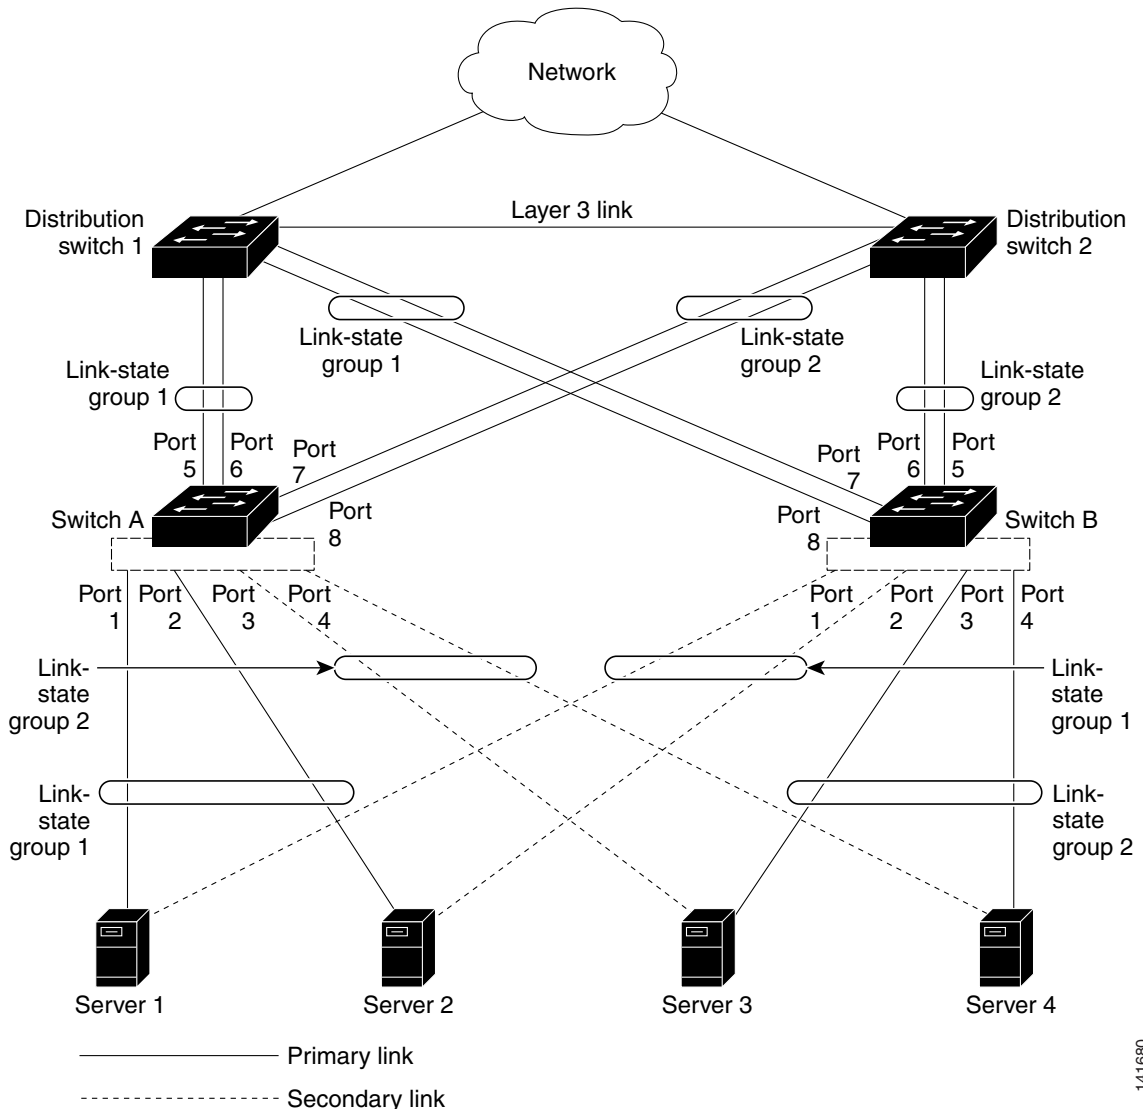 Network
Layer 3 link
Distribution
switch 1
Distribution
switch 2
Link-state
group 1
Link-state
group 2
Link-state
group 1
Link-state
group 2
Port
5
Port
6
Port
7
Port
8
Port
7
Port
6
Port
5
Port
8
Switch A
Switch B
Port
1
Port
2
Port
3
Port
4
Port
1
Port
2
Port
3
Port
4
Link-
state
group 2
Link-
state
group 1
Link-
state
group 1
Link-
state
group 2
Server 1
Server 2
Server 3
Server 4
Primary link
Secondary link
141680